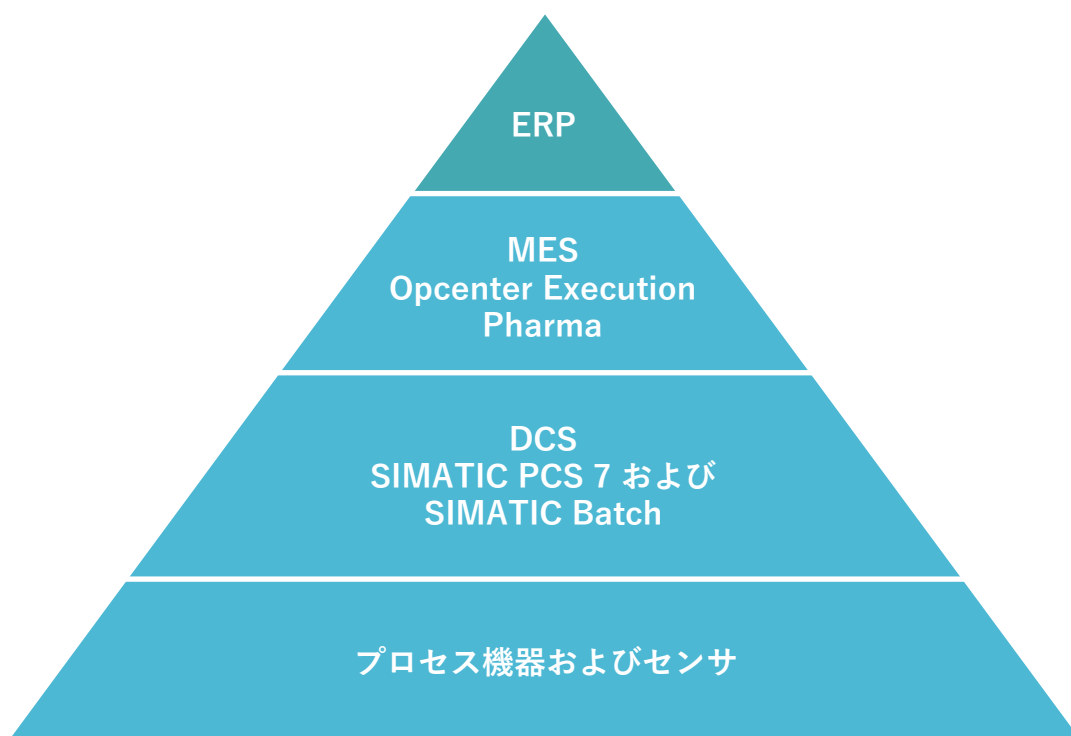 ERP
MES
Opcenter Execution
Pharma
DCS
SIMATIC PCS 7 および
SIMATIC Batch
プロセス機器およびセンサ